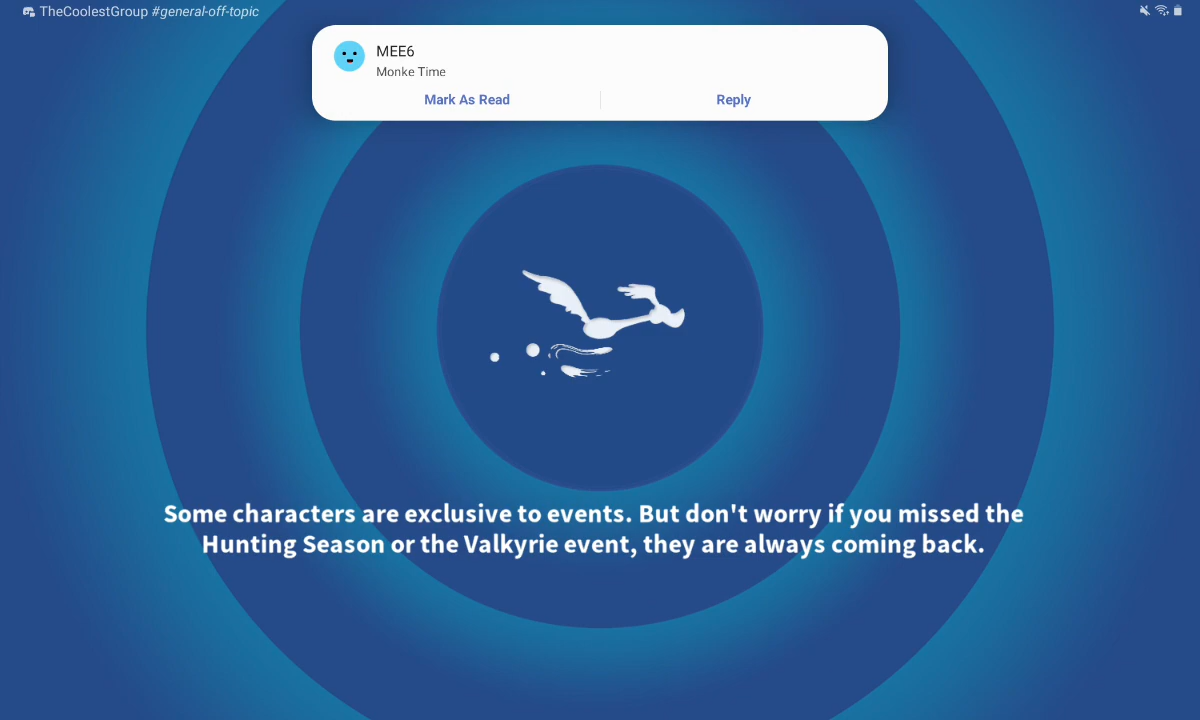 TheCoolestGroup #general-off-topic
MEE6
Monke Time
Mark As Read
Reply
Some characters are exclusive to events. But don't worry if you missed the
Hunting Season or the Valkyrie event, they are always coming back.